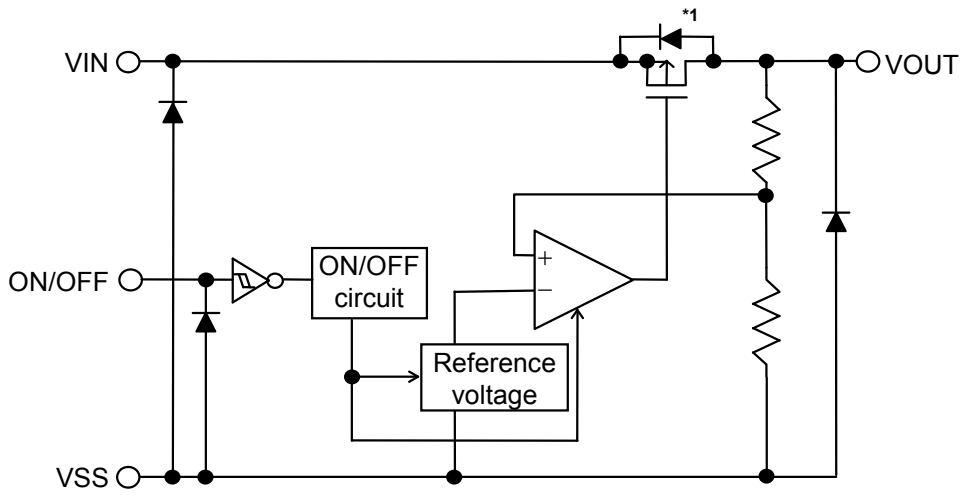 *1
VIN
VOUT
ON/OFF
ON/OFF
circuit
+
−
Reference
voltage
VSS